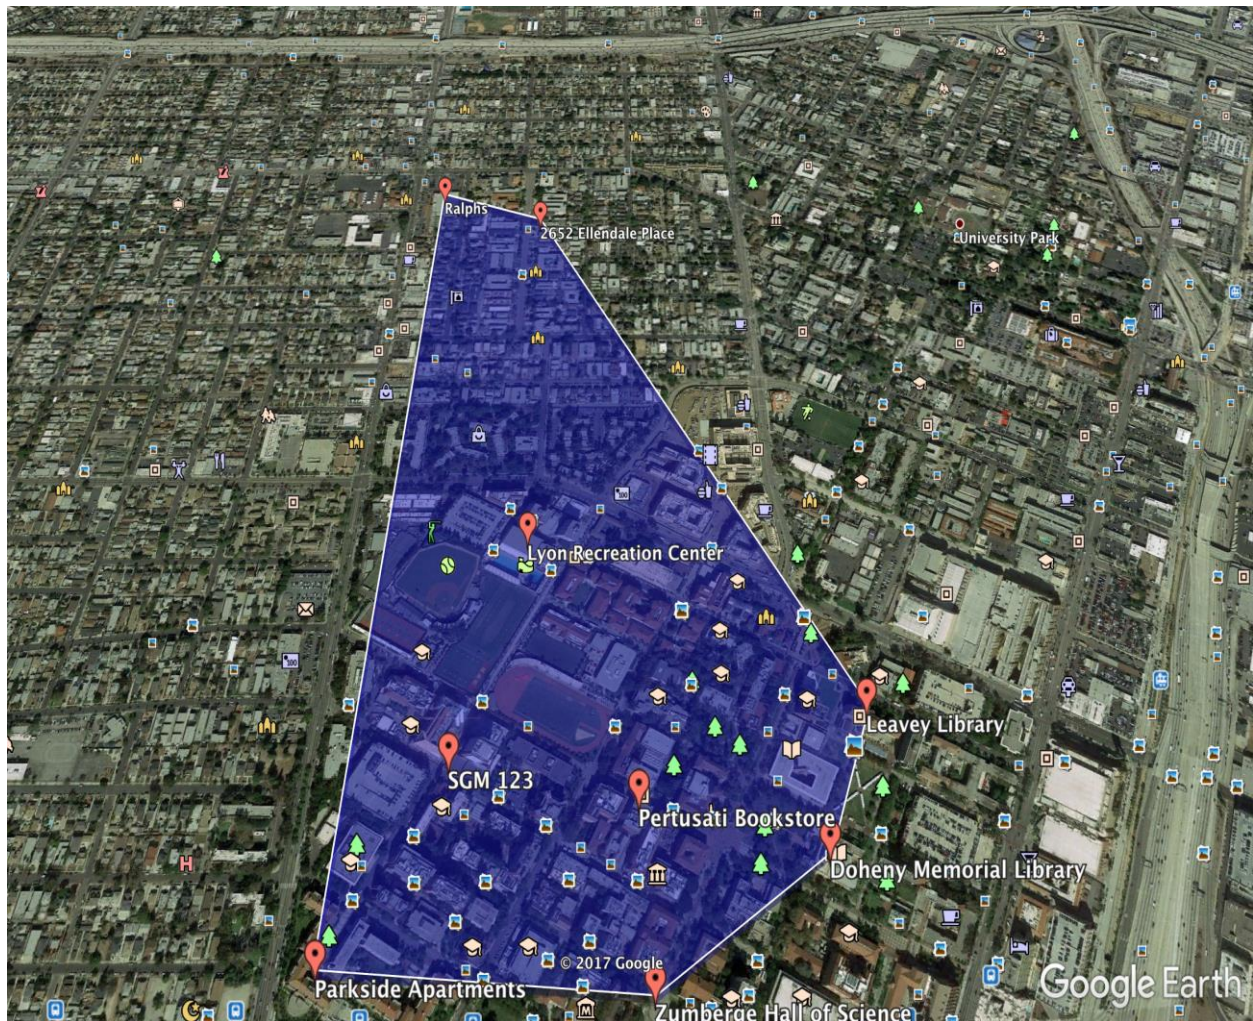 Ralphs
2652 Ellendale Place
University Park
Lyon Recreation Center
Leavey Library
SGM 123
Pertusati Bookstore
Doheny Memorial Library
© 2017 Google
Parkside Apartments
Google Earth
Zumberge Hall of Science